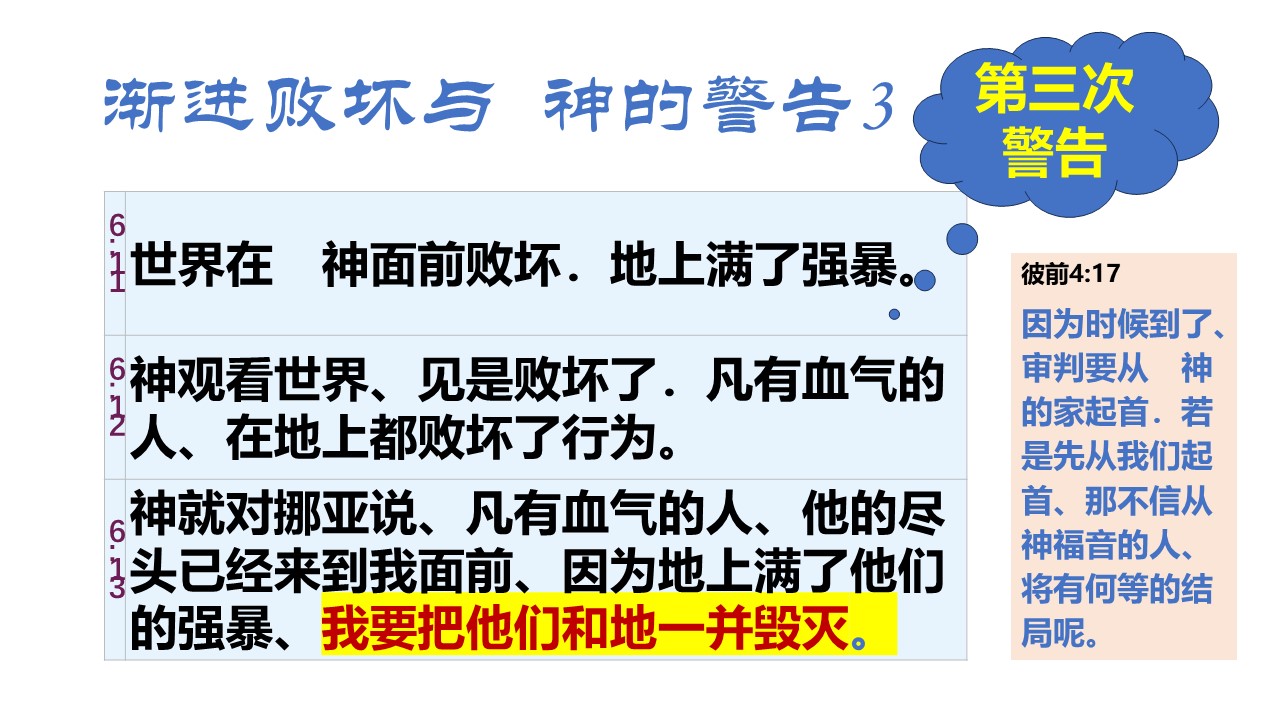 渐进败坏与 神的警告3
第三次
警告
6:11
世界在　神面前败坏．地上满了强暴。
6:12
神观看世界、见是败坏了．凡有血气的
人、在地上都败坏了行为。
6:13
神就对挪亚说、凡有血气的人、他的尽
头已经来到我面前、因为地上满了他们
的强暴、我要把他们和地一并毁灭。
彼前4:17
因为时候到了、
审判要从　神
的家起首．若
是先从我们起
首、那不信从
神福音的人、
将有何等的结
局呢。